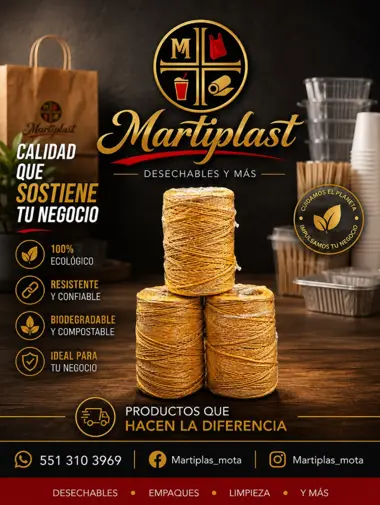 M
Martiplast
DESECHABLES Y MÁS
Martiplast
CALIDAD
QUE
SOSTIENE
TU NEGOCIO
CUIDAMOS EL PLANETA
IMPULSAMOS TU NEGOCIO
100%
ECOLÓGICO
RESISTENTE
Y CONFIABLE
BIODEGRADABLE
Y COMPOSTABLE
IDEAL PARA
TU NEGOCIO
PRODUCTOS QUE
HACEN LA DIFERENCIA
551 310 3969
Martiplas_mota
Martiplas_mota
DESECHABLES • EMPAQUES • LIMPIEZA • Y MÁS